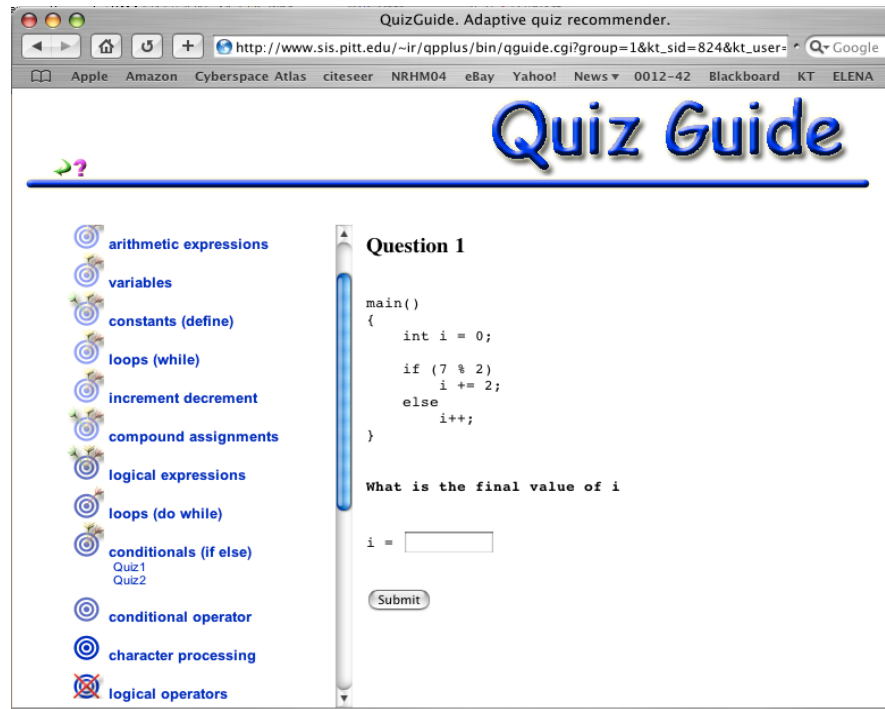 QuizGuide. Adaptive quiz recommender.
http://www.sis.pitt.edu/~ir/qpplus/bin/qguide.cgi?group=1&kt_sid=824&kt_user=
Google
Apple Amazon Cyberspace Atlas citeseer NRHM04 eBay Yahoo! News 0012-42 Blackboard KT ELENA
Quiz Guide
?
arithmetic expressions
variables
constants (define)
loops (while)
increment decrement
compound assignments
logical expressions
loops (do while)
conditionals (if else)
Quiz1
Quiz2
conditional operator
character processing
logical operators
Question 1
main()
{
int i = 0;
if (7 % 2)
i += 2;
else
i++;
}
What is the final value of i
i =
Submit